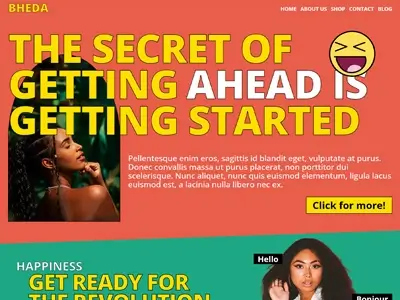 BHEDA
HOME ABOUT US SHOP CONTACT BLOG
THE SECRET OF
GETTING AHEAD IS
GETTING STARTED
Pellentesque enim eros, sagittis id blandit eget, vulputate at purus.
Donec convallis massa ut purus consequat, non porttitor dui
scelerisque. Nunc aliquet, nunc quis euismod elementum, ligula lacus
euismod est, a lacinia nulla libero nec ex.
Click for more!
Hello
HAPPINESS
GET READY FOR
THE REVOLUTION
Bonjour